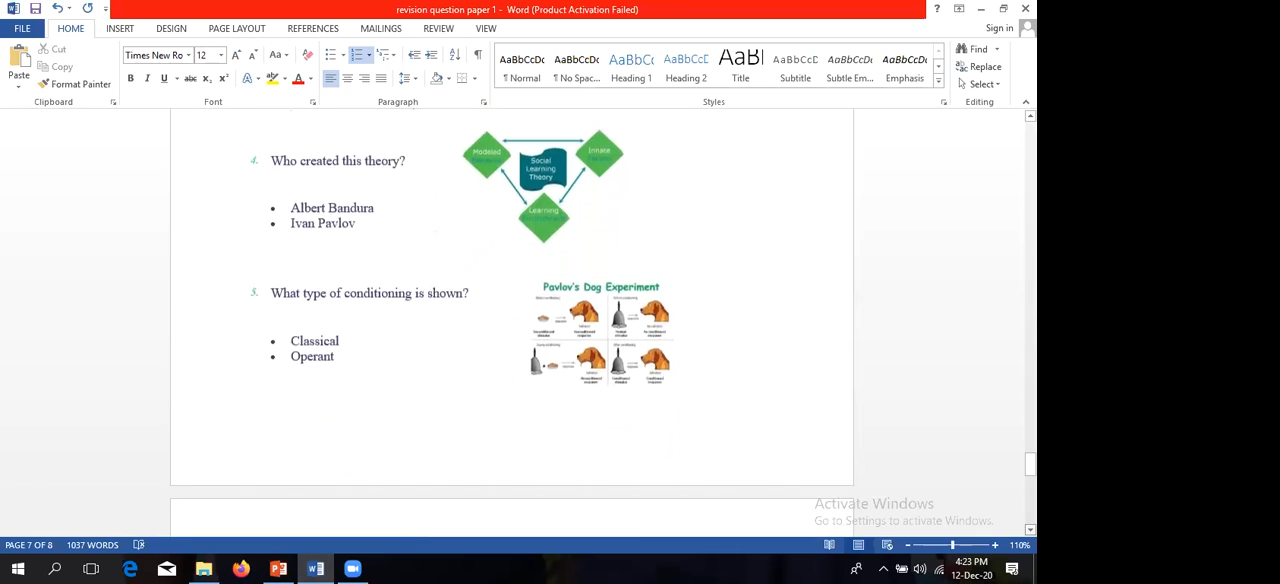 revision question paper 1 - Word (Product Activation Failed)
FILE HOME INSERT DESIGN PAGE LAYOUT REFERENCES MAILINGS REVIEW VIEW Sign in
Paste
Cut
Copy
Format Painter
Times New Ro 12
AaBbCcDc AaBbCcDc AaBbCc AaBbCcC AaBl AaBbCcD AaBbCcDc AaBbCcDc
¶ Normal ¶ No Spac... Heading 1 Heading 2 Title Subtitle Subtle Em... Emphasis
Find
Replace
Select
Clipboard Font Paragraph Styles Editing
4. Who created this theory?
• Albert Bandura
• Ivan Pavlov
Modeled
Innate
Social
Learning
Theory
Learning
5. What type of conditioning is shown?
• Classical
• Operant
Pavlov's Dog Experiment
Activate Windows
Go to Settings to activate Windows.
PAGE 7 OF 8 1037 WORDS 110%
4:23 PM
12-Dec-20